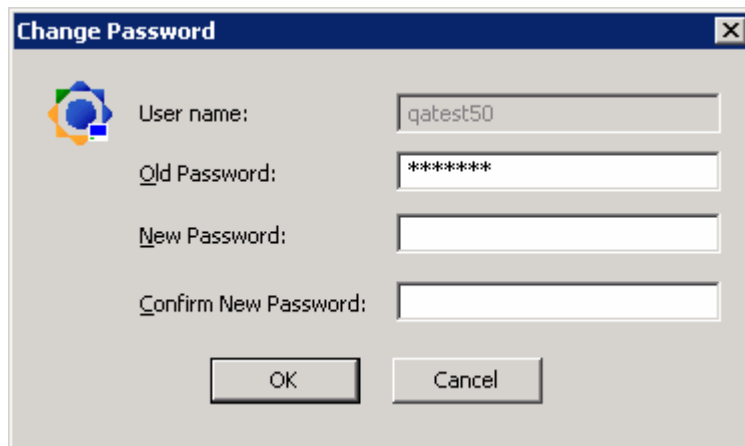 Change Password
User name: qatest50
Old Password: *******
New Password:
Confirm New Password:
OK Cancel